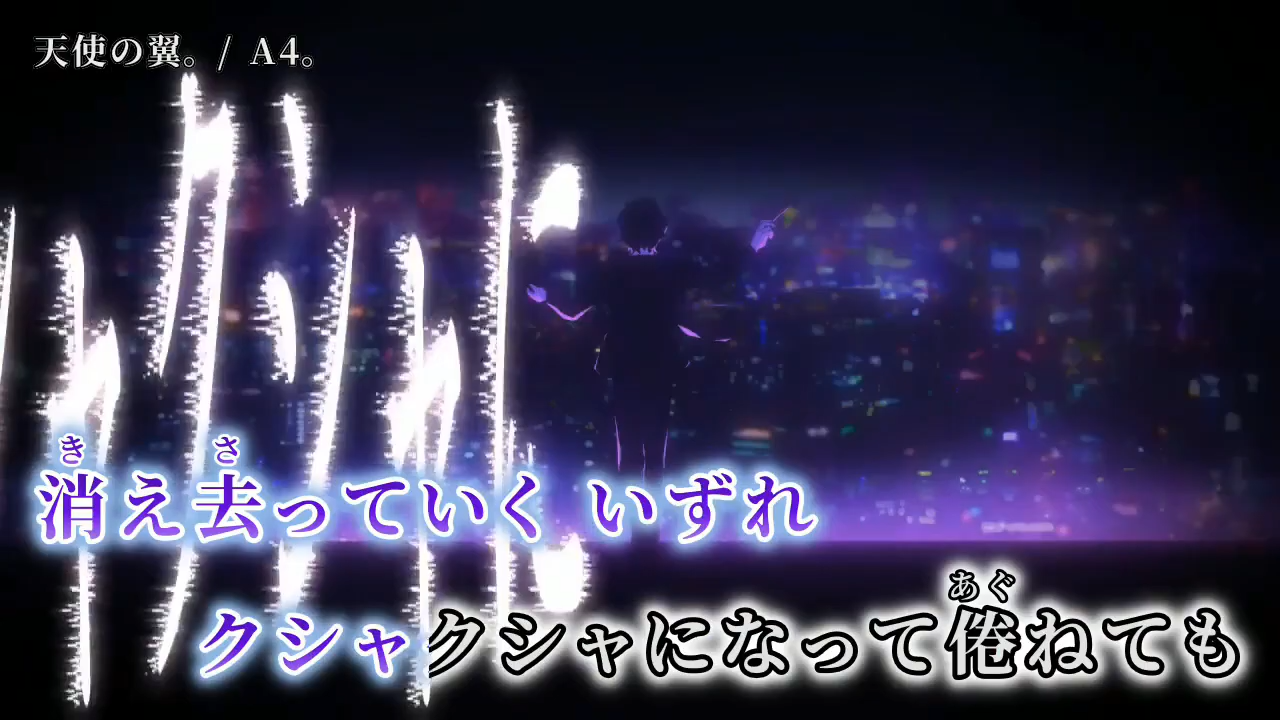 天使の翼。/ A4。
消え去っていく いずれ
クシャクシャになって倦ねても
き
さ
あぐ